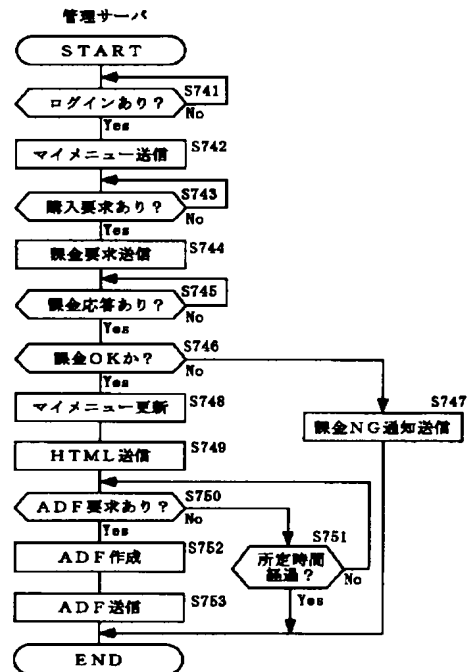 管理サーバ
START
ログインあり?
S741
No
Yes
マイメニュー送信
S742
購入要求あり?
S743
No
Yes
課金要求送信
S744
課金応答あり?
S745
No
Yes
課金OKか?
S746
No
Yes
課金NG通知送信
S747
マイメニュー更新
S748
HTML送信
S749
ADF要求あり?
S750
No
Yes
所定時間
経過?
S751
No
Yes
ADF作成
S752
ADF送信
S753
END